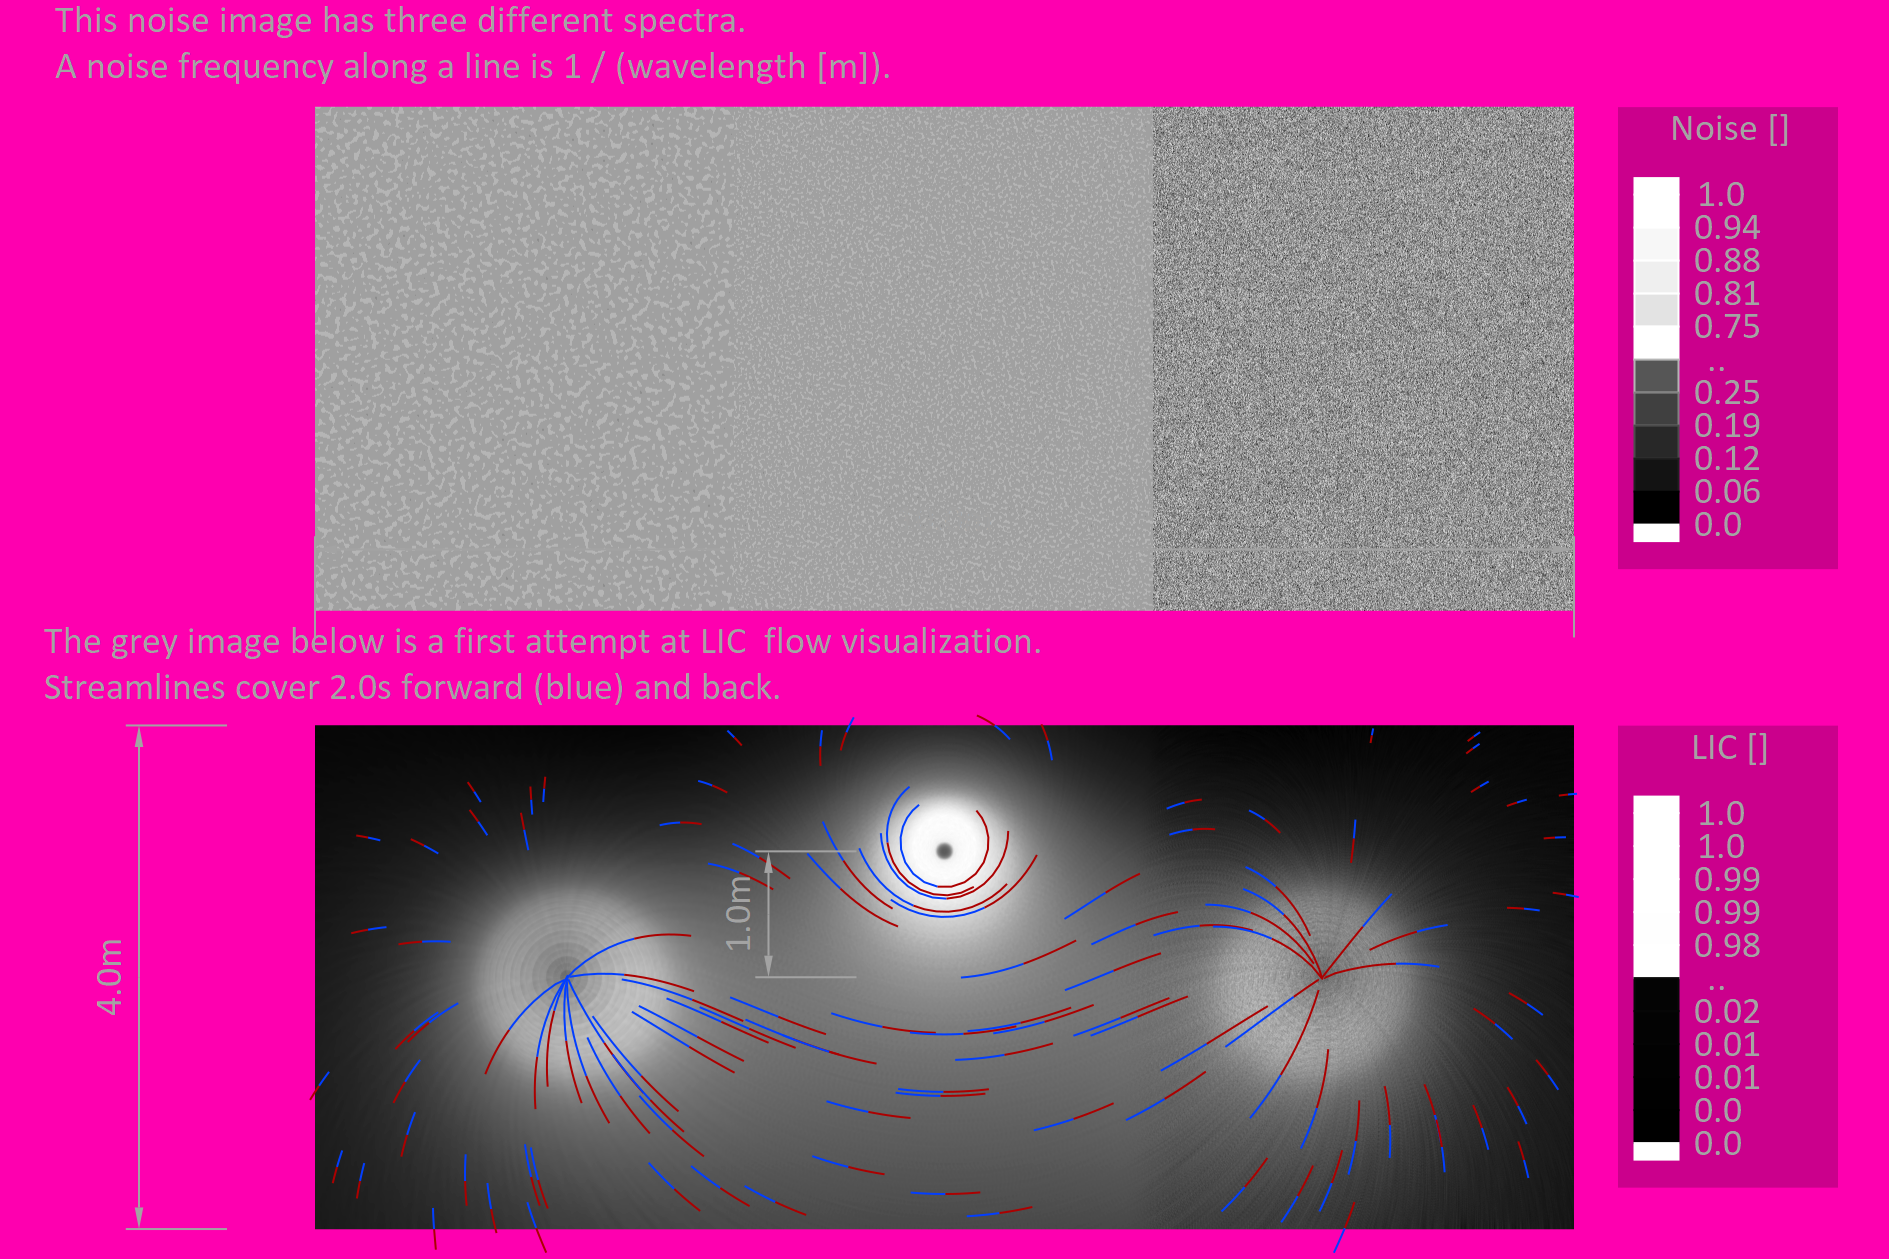 This noise image has three different spectra.
A noise frequency along a line is 1 / (wavelength [m]).
Noise []
1.0
0.94
0.88
0.81
0.75
..
0.25
0.19
0.12
0.06
0.0
The grey image below is a first attempt at LIC  flow visualization.
Streamlines cover 2.0s forward (blue) and back.
4.0m
1.0m
LIC []
1.0
1.0
0.99
0.99
0.98
..
0.02
0.01
0.01
0.0
0.0